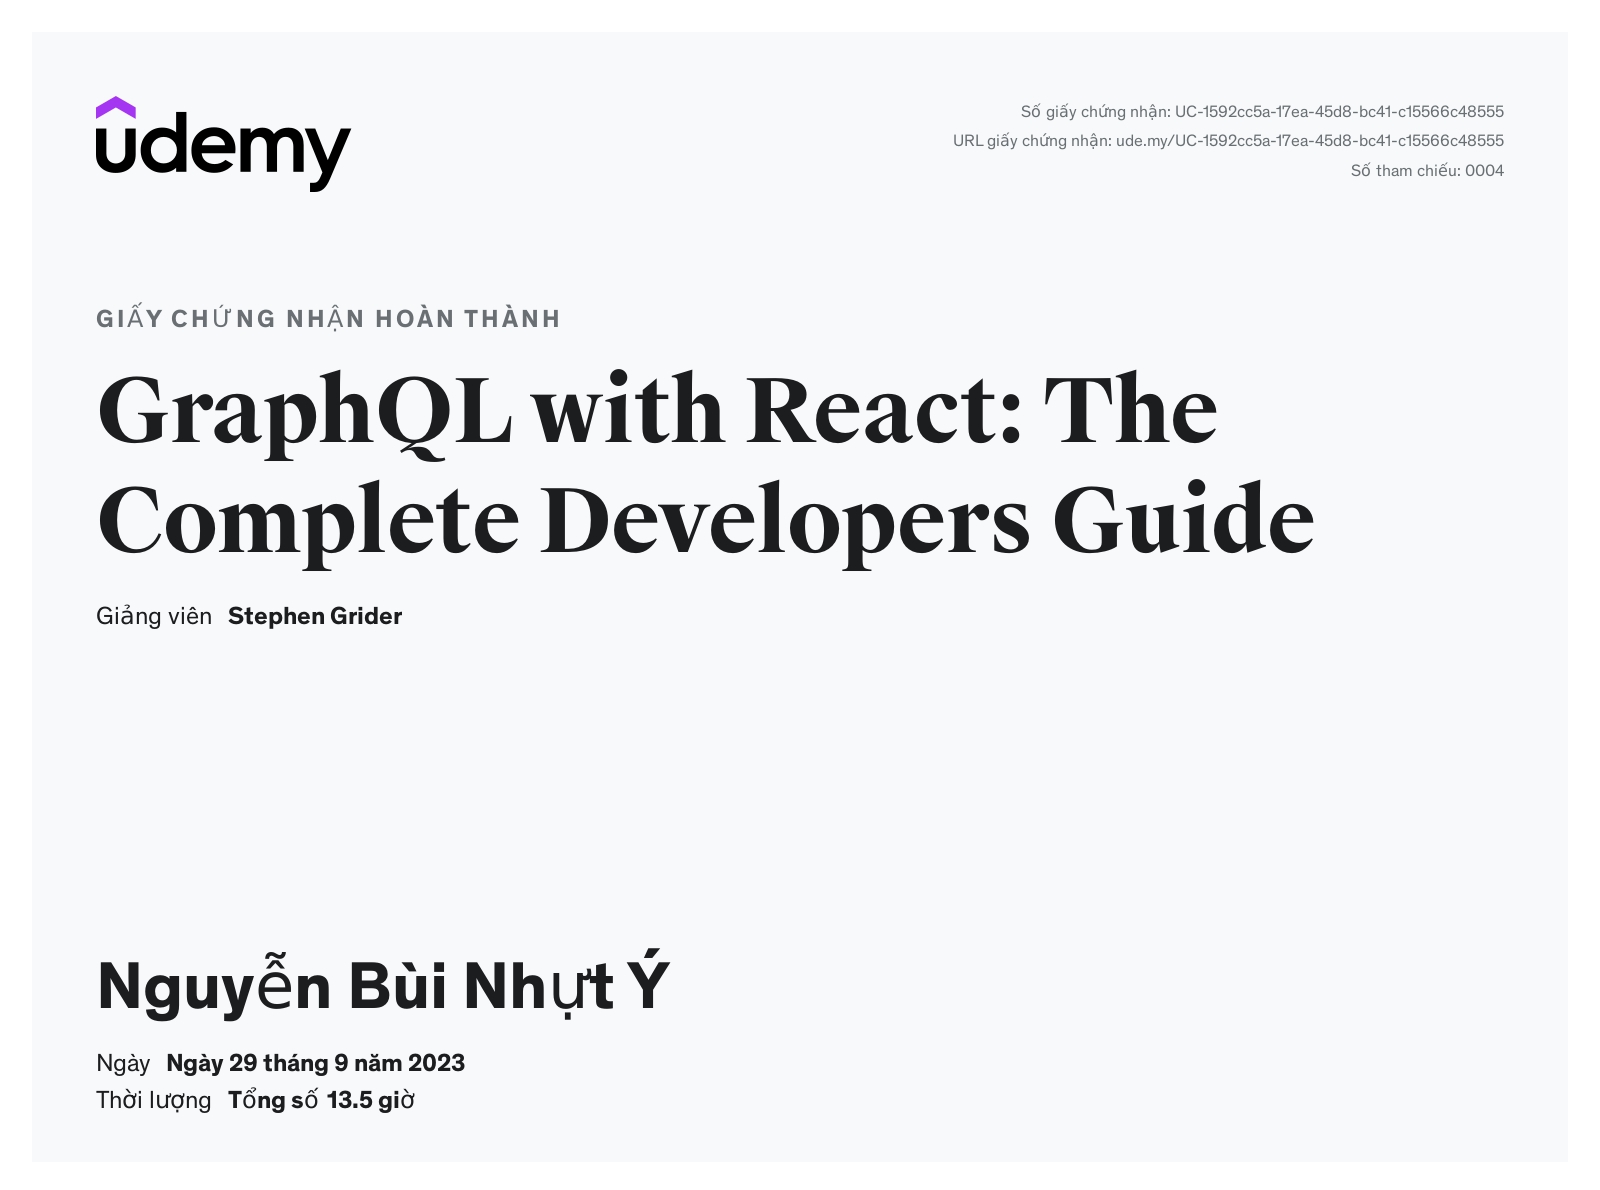 udemy
Số giấy chứng nhận: UC-1592cc5a-17ea-45d8-bc41-c15566c48555
URL giấy chứng nhận: ude.my/UC-1592cc5a-17ea-45d8-bc41-c15566c48555
Số tham chiếu: 0004
GIẤY CHỨNG NHẬN HOÀN THÀNH
GraphQL with React: The
Complete Developers Guide
Giảng viên Stephen Grider
Nguyễn Bùi Nhựt Ý
Ngày Ngày 29 tháng 9 năm 2023
Thời lượng Tổng số 13.5 giờ